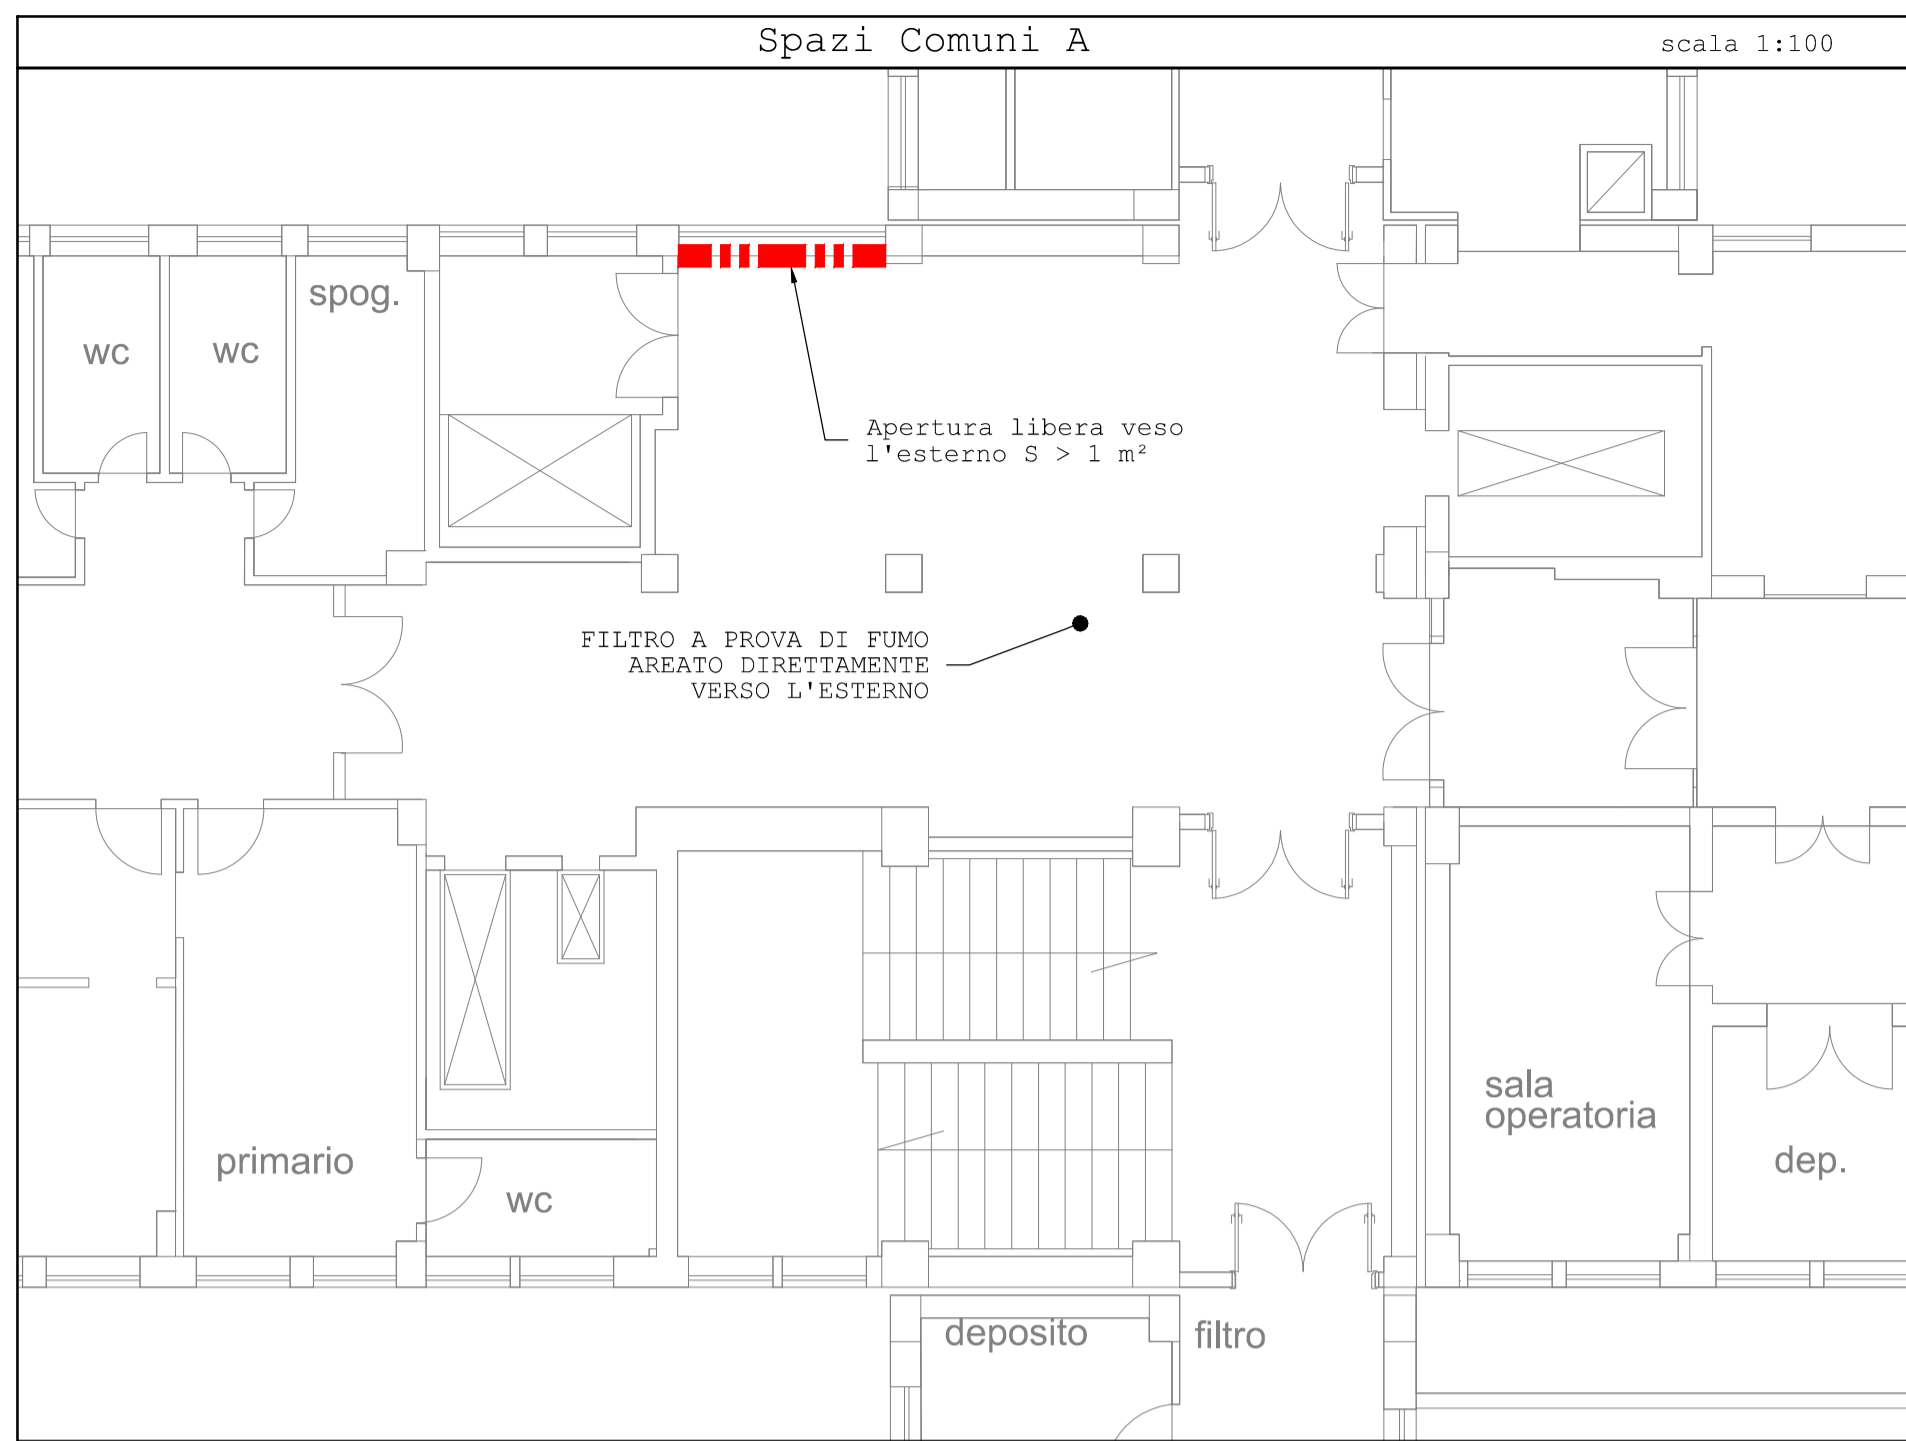 Spazi Comuni A
scala 1:100
spog.
wc
wc
Apertura libera veso
l'esterno S > 1 m²
FILTRO A PROVA DI FUMO
AREATO DIRETTAMENTE
VERSO L'ESTERNO
sala
operatoria
primario
dep.
wc
deposito
filtro